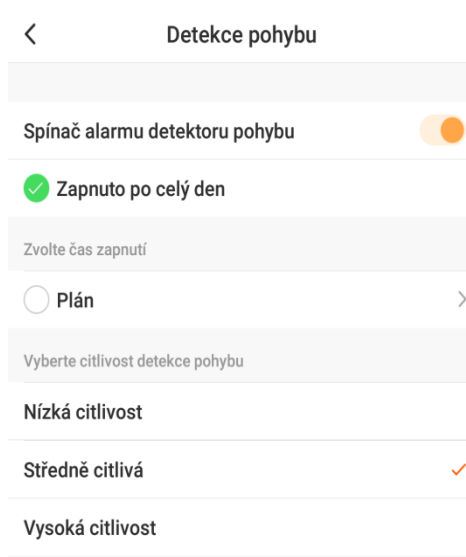 Detekce pohybu
Spínač alarmu detektoru pohybu
Zapnuto po celý den
Zvolte čas zapnutí
Plán
Vyberte citlivost detekce pohybu
Nízká citlivost
Středně citlivá
Vysoká citlivost